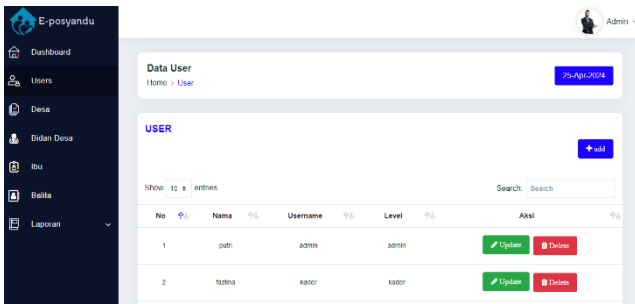 E-posyandu
Admin
Dashboard
Users
Desa
Bidan Desa
Ibu
Balita
Laporan
Data User
Home > User
25-Apr-2024
USER
+ add
Show 10 entries
Search: Search
No Nama Username Level Aksi
1 putri admin admin Update Delete
2 fazlina kader kader Update Delete